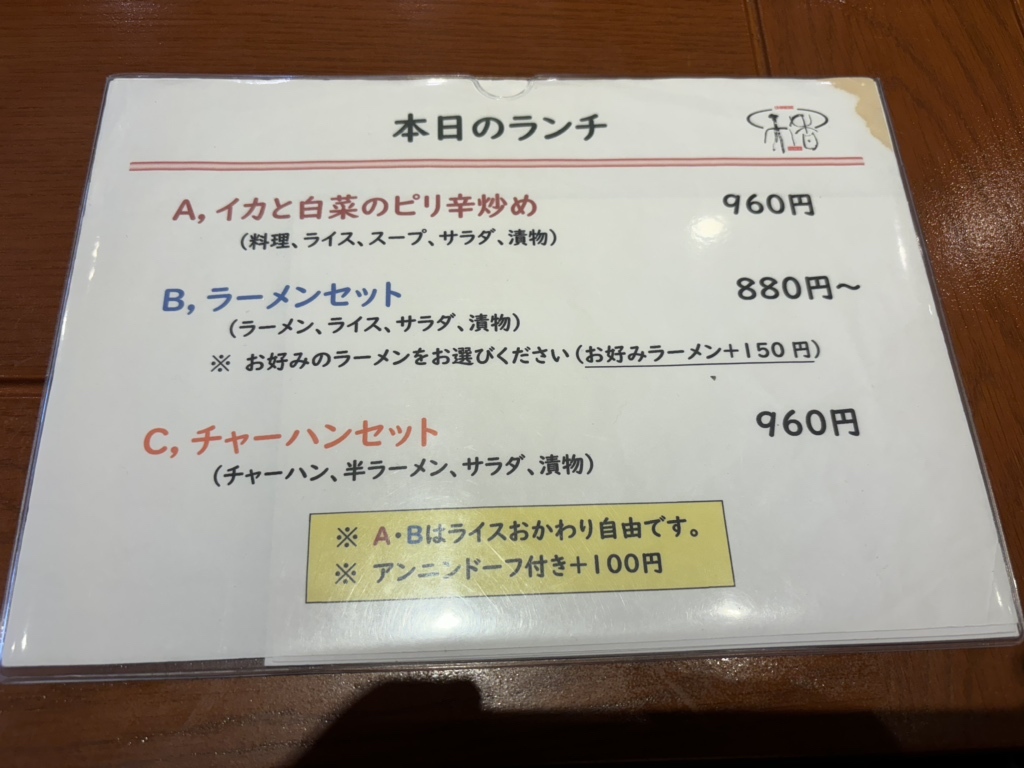 本日のランチ
A, イカと白菜のピリ辛炒め 960円
(料理、ライス、スープ、サラダ、漬物)
B, ラーメンセット 880円～
(ラーメン、ライス、サラダ、漬物)
※ お好みのラーメンをお選びください(お好みラーメン+150円)
C, チャーハンセット 960円
(チャーハン、半ラーメン、サラダ、漬物)
※ A・Bはライスおかわり自由です。
※ アンニンドーフ付き+100円